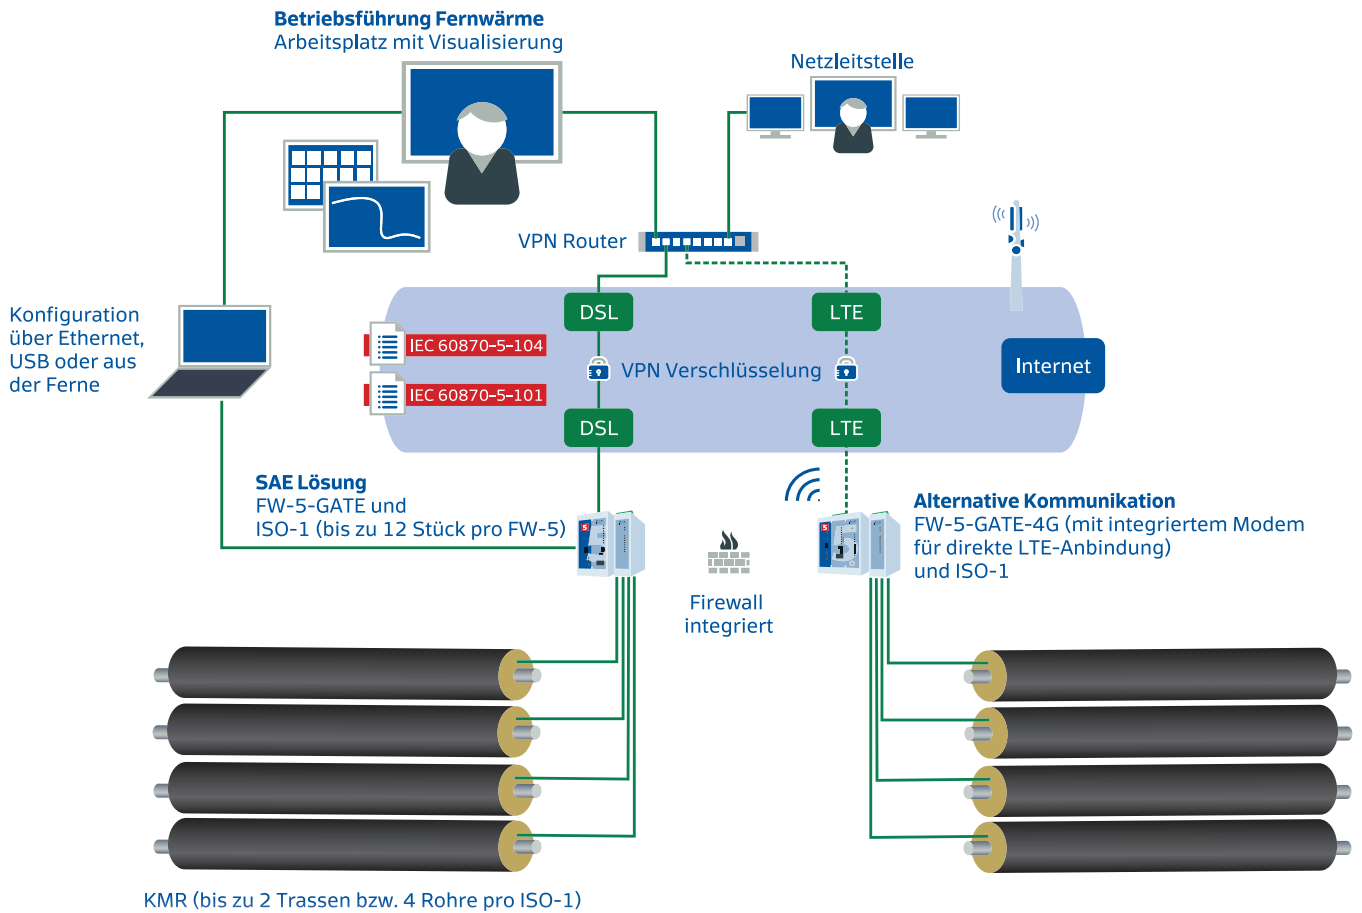 Betriebsführung Fernwärme
Arbeitsplatz mit Visualisierung
Netzleitstelle
VPN Router
Konfiguration
über Ethernet,
USB oder aus
der Ferne
DSL
LTE
IEC 60870-5-104
IEC 60870-5-101
VPN Verschlüsselung
Internet
DSL
LTE
SAE Lösung
FW-5-GATE und
ISO-1 (bis zu 12 Stück pro FW-5)
S
S
Firewall
integriert
Alternative Kommunikation
FW-5-GATE-4G (mit integriertem Modem
für direkte LTE-Anbindung)
und ISO-1
KMR (bis zu 2 Trassen bzw. 4 Rohre pro ISO-1)